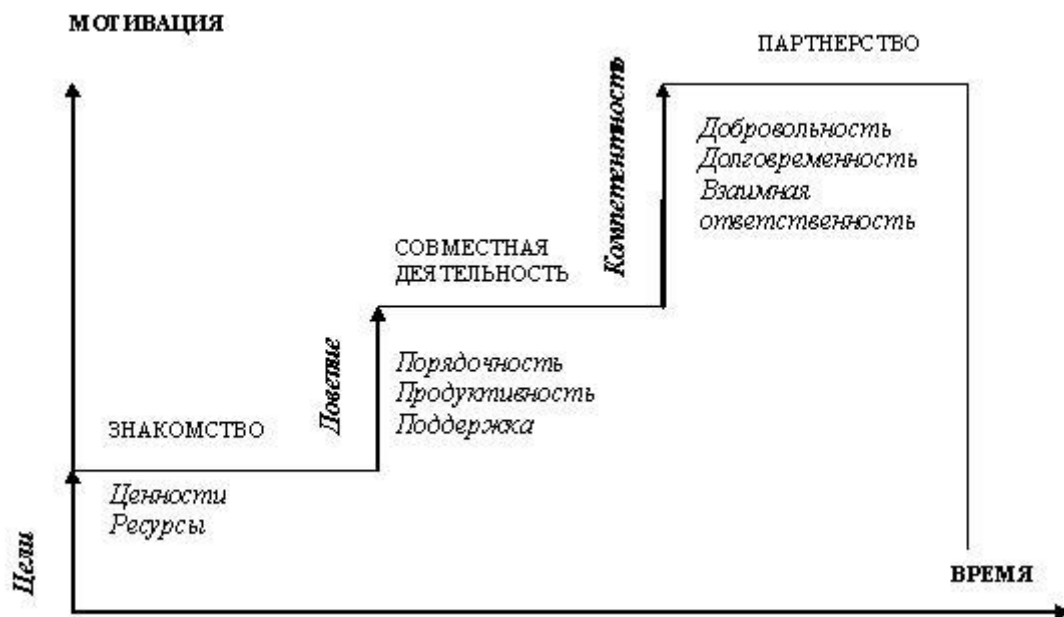 МОТИВАЦИЯ
ПАРТНЕРСТВО
Компетентность
Добровольность
Долговременность
Взаимная
ответственность
СОВМЕСТНАЯ
ДЕЯТЕЛЬНОСТЬ
Доверие
Порядочность
Продуктивность
Поддержка
ЗНАКОМСТВО
Ценности
Ресурсы
Цели
ВРЕМЯ